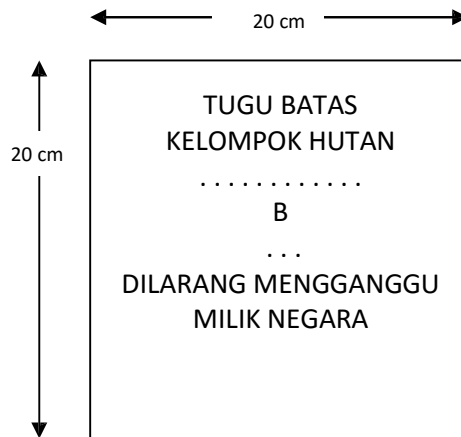 20 cm
20 cm
TUGU BATAS
KELOMPOK HUTAN
. . . . . . . . . . . .
B
. . .
DILARANG MENGGANGGU
MILIK NEGARA